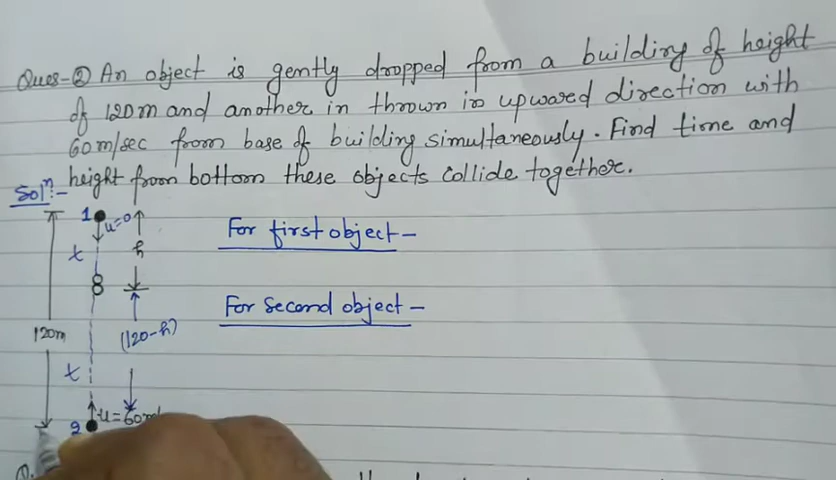 Ques-② An object is gently dropped from a building of height
of 120m and another in thrown in upward direction with
60m/sec from base of building simultaneously. Find time and
height from bottom these objects collide together.
Solⁿ:-
1 u=0
For first object-
t h
For second object-
120m (120-h)
t
2 u=60m/